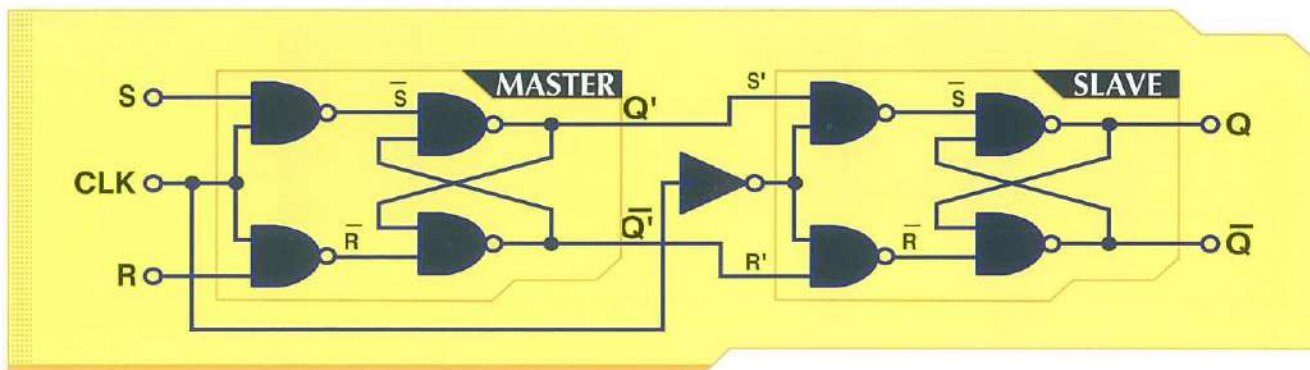 MASTER
SLAVE
S
S̅
Q'
S'
S̅
Q
CLK
R
R̅
Q̅'
R'
R̅
Q̅